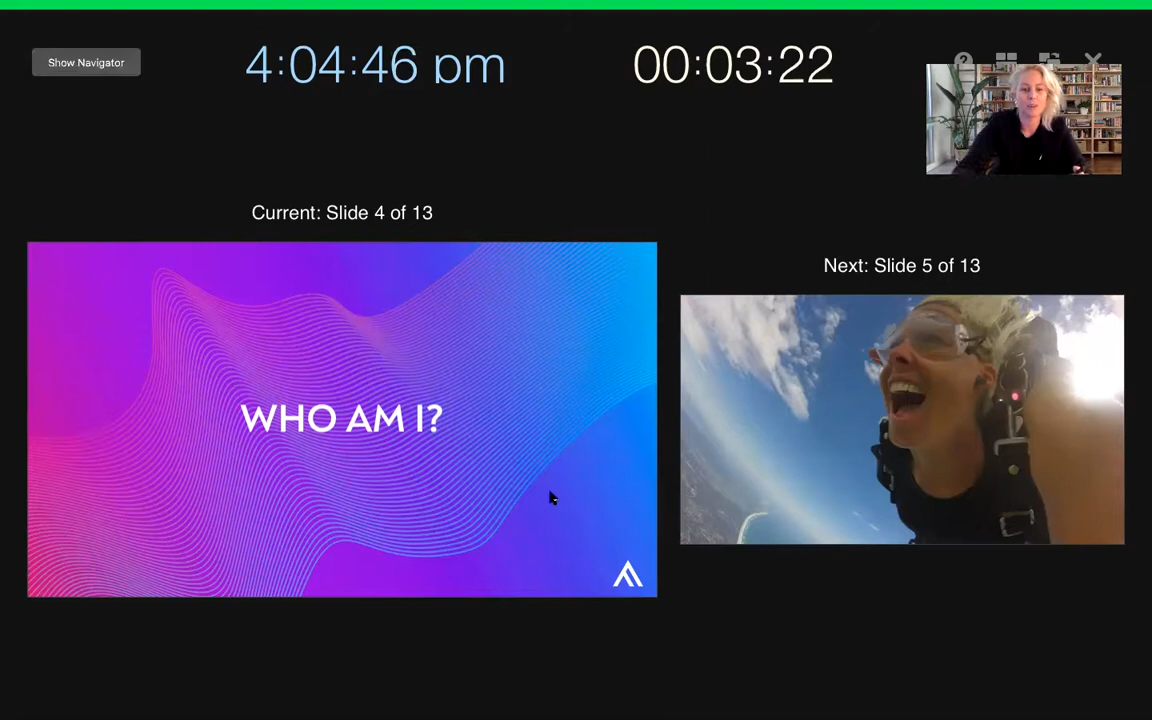 Show Navigator
4:04:46 pm
00:03:22
?
Current: Slide 4 of 13
Next: Slide 5 of 13
WHO AM I?